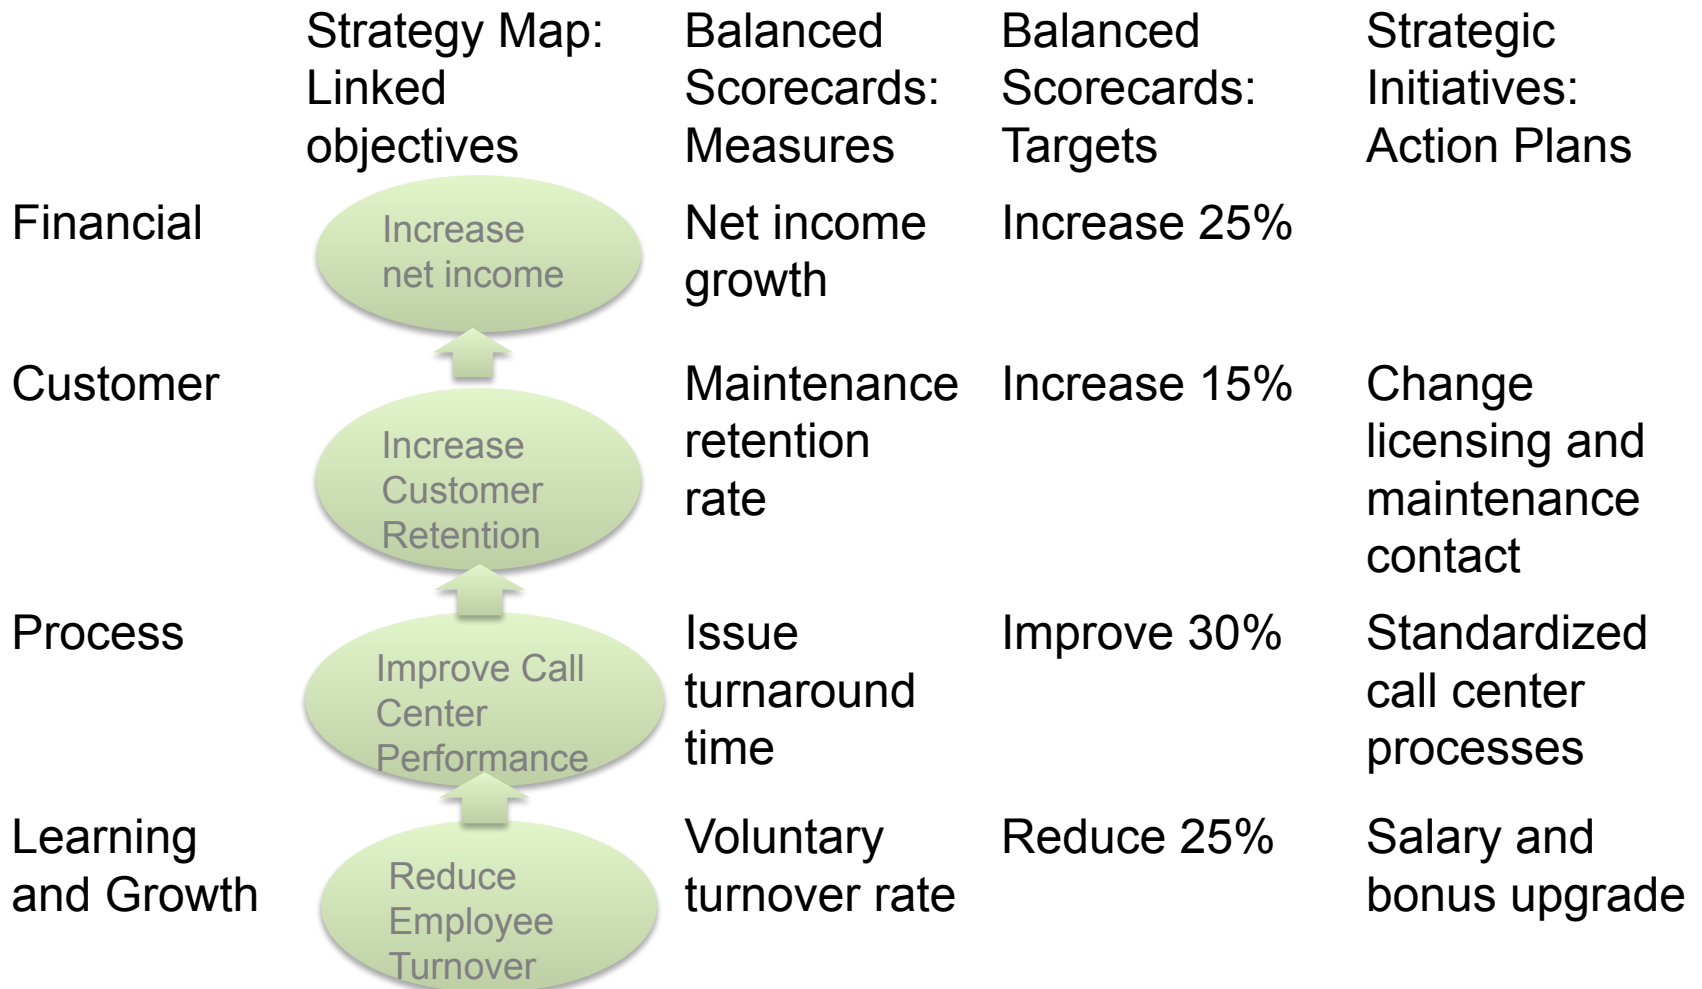 Strategy Map:
Linked
objectives
Balanced
Scorecards:
Measures
Balanced
Scorecards:
Targets
Strategic
Initiatives:
Action Plans
Financial
Increase
net income
Net income
growth
Increase 25%
Customer
Increase
Customer
Retention
Maintenance
retention
rate
Increase 15%
Change
licensing and
maintenance
contact
Process
Improve Call
Center
Performance
Issue
turnaround
time
Improve 30%
Standardized
call center
processes
Learning
and Growth
Reduce
Employee
Turnover
Voluntary
turnover rate
Reduce 25%
Salary and
bonus upgrade